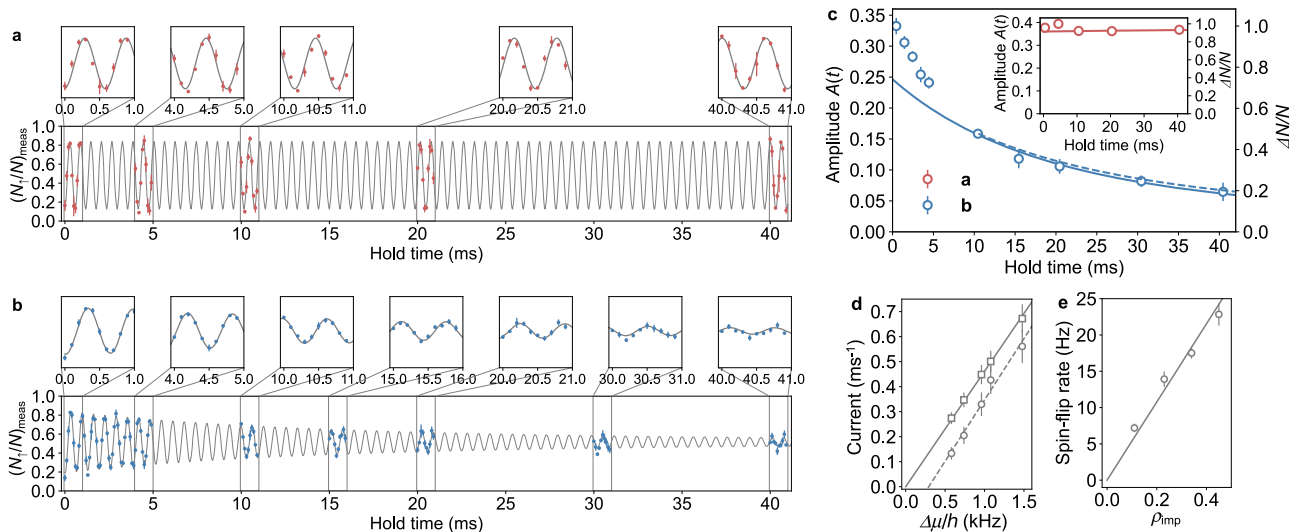 a
0.0 0.5 1.0
4.0 4.5 5.0
10.0 10.5 11.0
20.0 20.5 21.0
40.0 40.5 41.0
(N↑/N)meas
1.0
0.8
0.6
0.4
0.2
0.0
0 5 10 15 20 25 30 35 40
Hold time (ms)
b
0.0 0.5 1.0
4.0 4.5 5.0
10.0 10.5 11.0
15.0 15.5 16.0
20.0 20.5 21.0
30.0 30.5 31.0
40.0 40.5 41.0
(N↑/N)meas
1.0
0.8
0.6
0.4
0.2
0.0
0 5 10 15 20 25 30 35 40
Hold time (ms)
c
Amplitude A(t)
0.35
0.30
0.25
0.20
0.15
0.10
0.05
0.00
1.0
0.8
0.6
0.4
0.2
0.0
0 5 10 15 20 25 30 35 40
Hold time (ms)
a
b
Amplitude A(t)
0.4
0.3
0.2
0.1
0
1.0
0.8
0.6
0.4
0.2
0.0
0 10 20 30 40
Hold time (ms)
d
Current (ms⁻¹)
0.7
0.6
0.5
0.4
0.3
0.2
0.1
0.0
0.0 0.5 1.0 1.5
Δμ/h (kHz)
e
Spin-flip rate (Hz)
25
20
15
10
5
0
0.0 0.2 0.4
ρimp